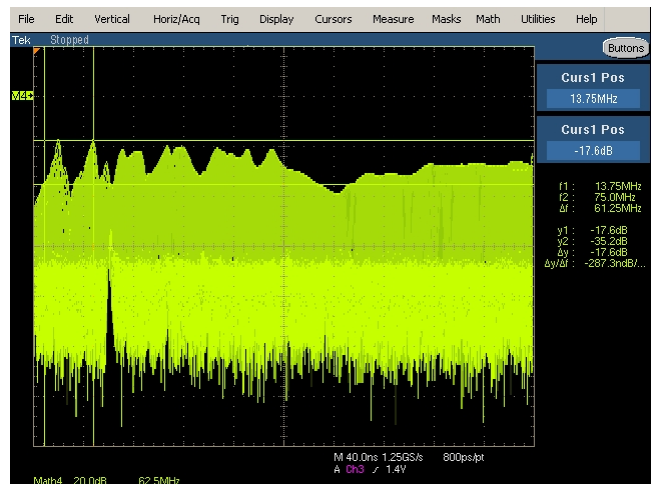 File Edit Vertical Horiz/Acq Trig Display Cursors Measure Masks Math Utilities Help
Tek Stopped
Buttons
Curs1 Pos
13.75MHz
M4
Curs1 Pos
-17.6dB
f1 : 13.75MHz
f2 : 75.0MHz
Δf : 61.25MHz
y1 : -17.6dB
y2 : -35.2dB
Δy : -17.6dB
Δy/Δf : -287.3ndB/...
M 40.0ns 1.25GS/s 800ps/pt
A Ch3 ∕ 1.4V
Math4 20.0dB 62.5MHz